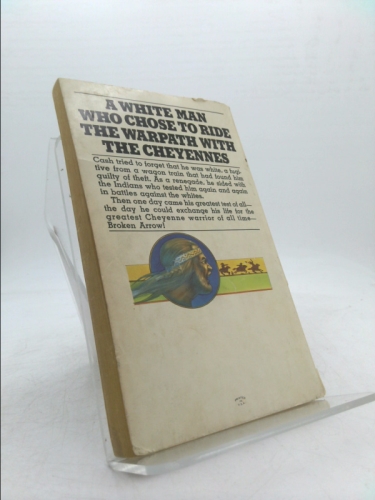 A WHITE MAN
WHO CHOSE TO RIDE
THE WARPATH WITH
THE CHEYENNES
Cash tried to forget that he was white, a fugi-
tive from a wagon train that had found him
guilty of theft. As a renegade, he sided with
the Indians who tested him again and again
in battles against the whites.
Then one day came his greatest test of all—
the day he could exchange his life for the
greatest Cheyenne warrior of all time—
Broken Arrow!